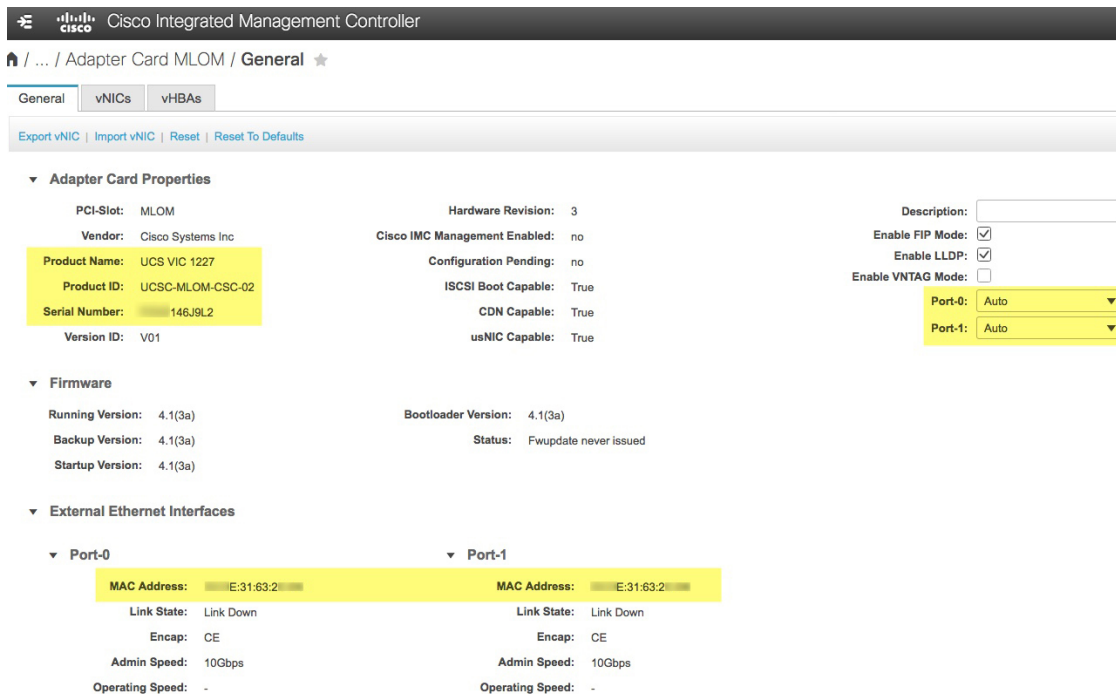 cisco Cisco Integrated Management Controller
/ ... / Adapter Card MLOM / General
General vNICs vHBAs
Export vNIC | Import vNIC | Reset | Reset To Defaults
Adapter Card Properties
PCI-Slot: MLOM Hardware Revision: 3 Description:
Vendor: Cisco Systems Inc Cisco IMC Management Enabled: no Enable FIP Mode:
Product Name: UCS VIC 1227 Configuration Pending: no Enable LLDP:
Product ID: UCSC-MLOM-CSC-02 ISCSI Boot Capable: True Enable VNTAG Mode:
Serial Number: 146J9L2 CDN Capable: True Port-0: Auto
Version ID: V01 usNIC Capable: True Port-1: Auto
Firmware
Running Version: 4.1(3a) Bootloader Version: 4.1(3a)
Backup Version: 4.1(3a) Status: Fwupdate never issued
Startup Version: 4.1(3a)
External Ethernet Interfaces
Port-0 Port-1
MAC Address: E:31:63:2 MAC Address: E:31:63:2
Link State: Link Down Link State: Link Down
Encap: CE Encap: CE
Admin Speed: 10Gbps Admin Speed: 10Gbps
Operating Speed: - Operating Speed: -